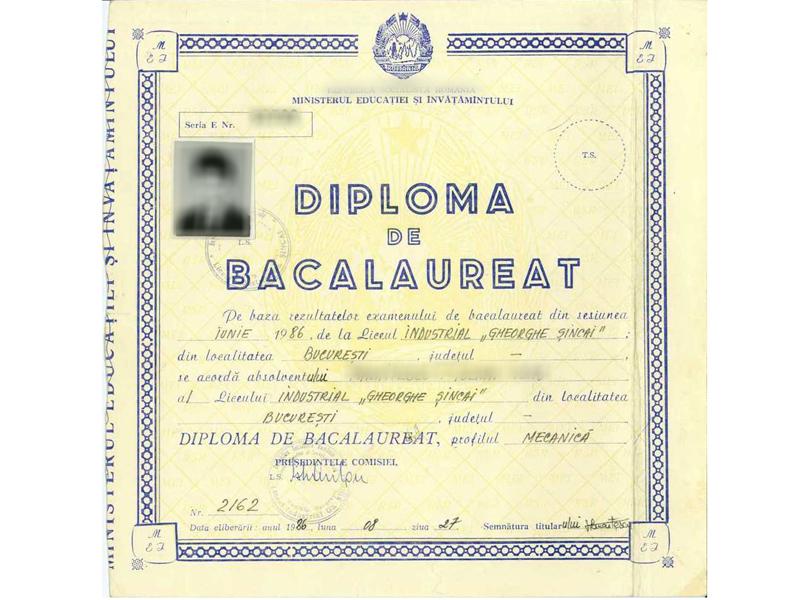 M
E I
M
E I
REPUBLICA SOCIALISTĂ ROMÂNIA
MINISTERUL EDUCAȚIEI ȘI ÎNVĂȚĂMÎNTULUI
Seria E Nr.
T.S.
L.S.
DIPLOMA
DE
BACALAUREAT
Pe baza rezultatelor examenului de bacalaureat din sesiunea
IUNIE 1986, de la Liceul INDUSTRIAL „GHEORGHE ȘINCAI" ;
din localitatea BUCUREȘTI , județul — ,
se acordă absolventului
al Liceului INDUSTRIAL „GHEORGHE ȘINCAI" din localitatea
BUCUREȘTI , județul —
DIPLOMA DE BACALAUREAT, profilul MECANICĂ
PREȘEDINTELE COMISIEI,
L.S.
Nr. 2162
Data eliberării: anul 1986, luna 08 ziua 27 Semnătura titularului
M
E I
M
E I
MINISTERUL EDUCAȚIEI ȘI ÎNVĂȚĂMÎNTULUI